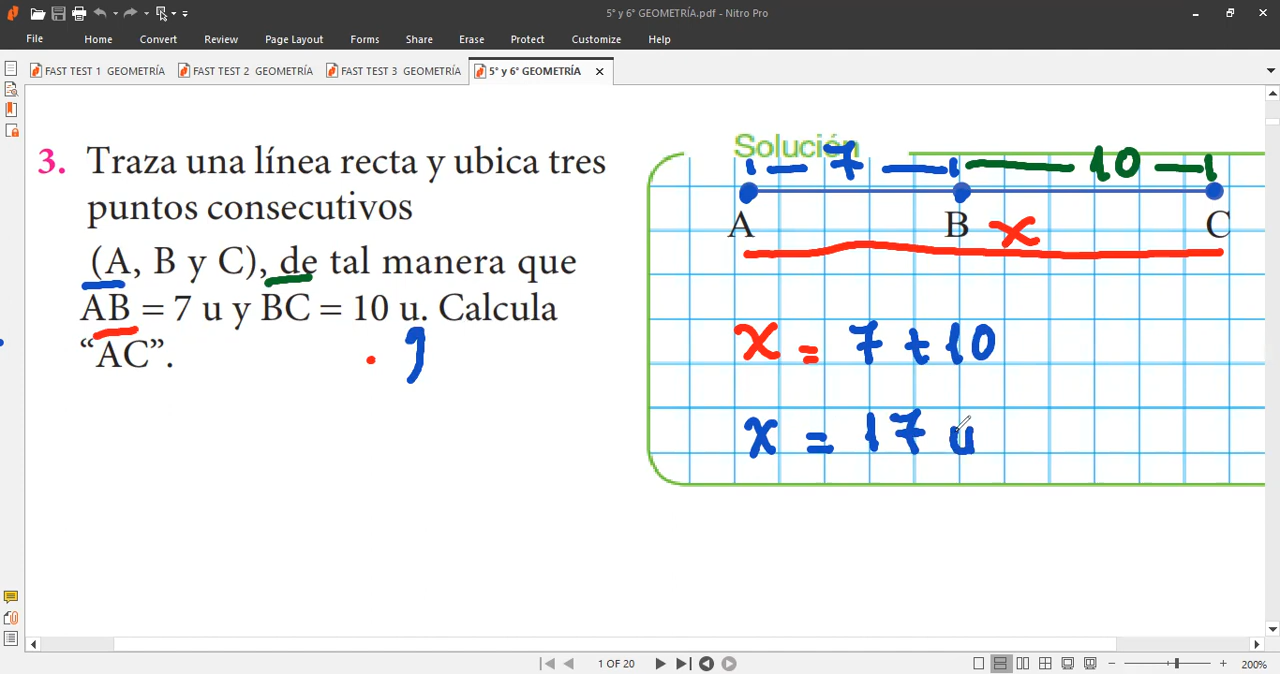 5° y 6° GEOMETRÍA.pdf - Nitro Pro
File Home Convert Review Page Layout Forms Share Erase Protect Customize Help
FAST TEST 1 GEOMETRÍA FAST TEST 2 GEOMETRÍA FAST TEST 3 GEOMETRÍA 5° y 6° GEOMETRÍA
3. Traza una línea recta y ubica tres
puntos consecutivos
(A, B y C), de tal manera que
AB = 7 u y BC = 10 u. Calcula
“AC”.
Solución
7 10
A B C
x
x = 7 + 10
x = 17 u
1 OF 20
200%